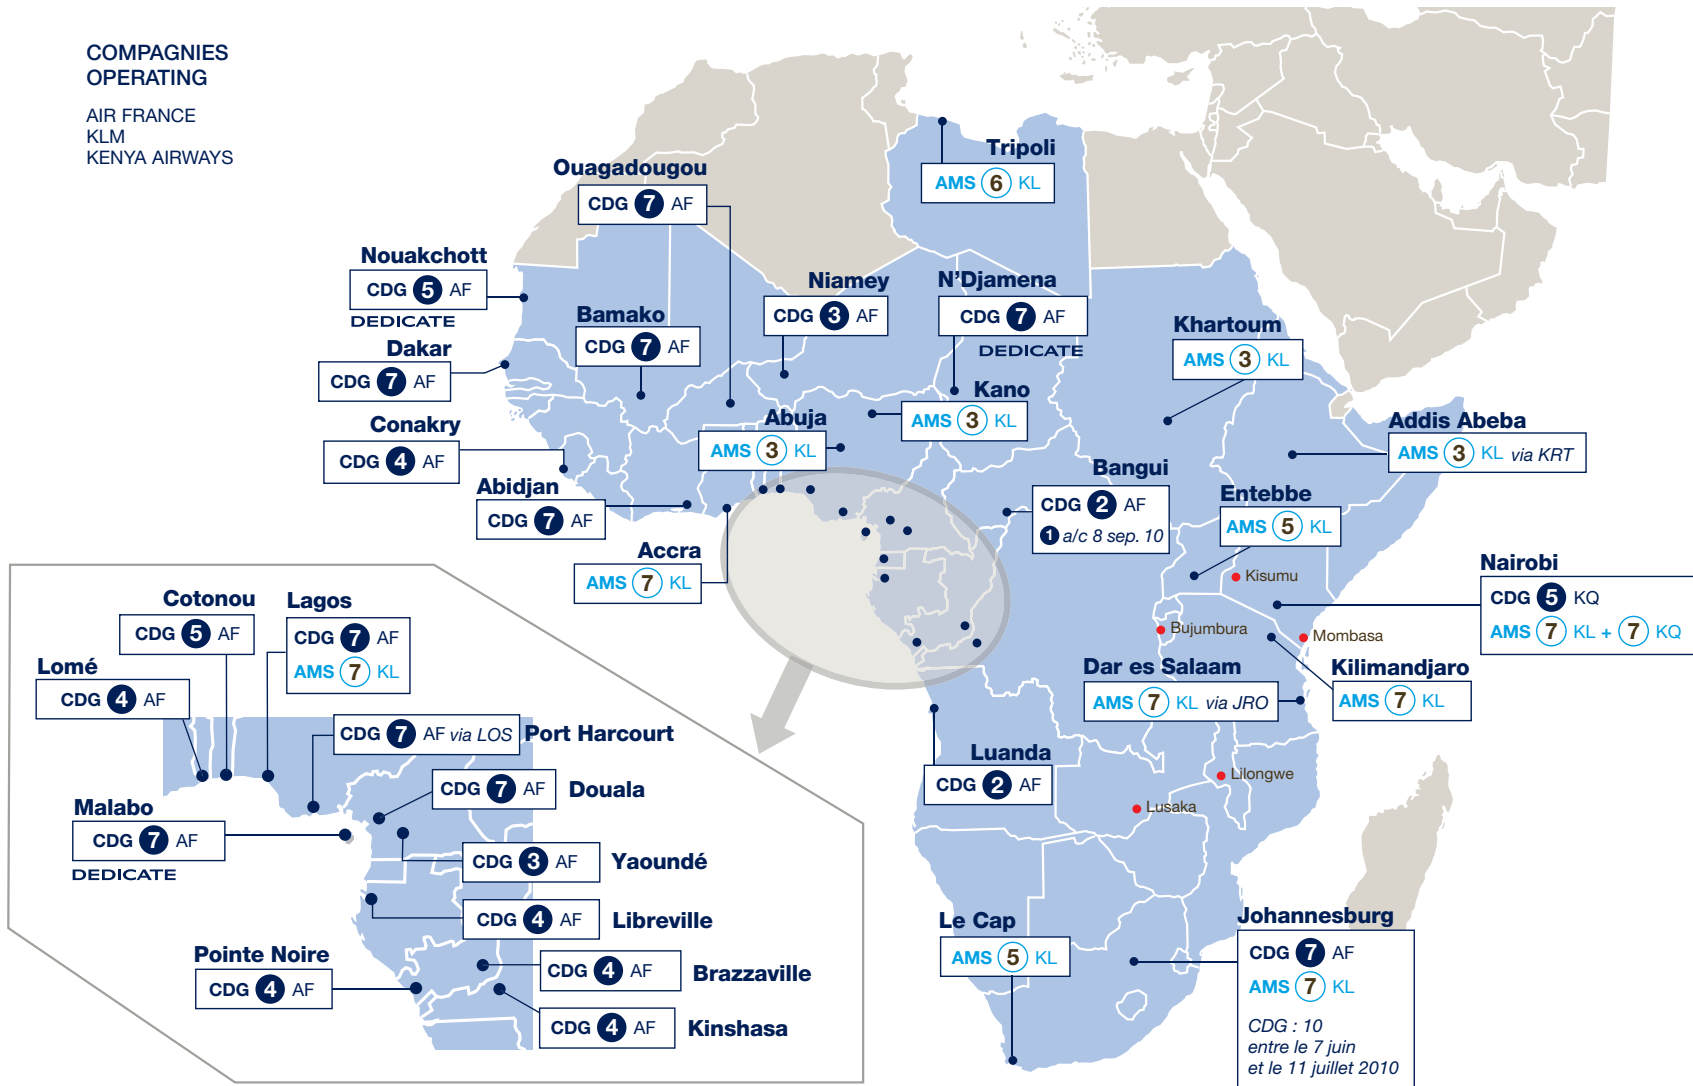 COMPAGNIES
OPERATING
AIR FRANCE
KLM
KENYA AIRWAYS
Tripoli
AMS 6 KL
Ouagadougou
CDG 7 AF
Nouakchott
CDG 5 AF
DEDICATE
Niamey
CDG 3 AF
N'Djamena
CDG 7 AF
DEDICATE
Bamako
CDG 7 AF
Khartoum
AMS 3 KL
Dakar
CDG 7 AF
Kano
AMS 3 KL
Abuja
AMS 3 KL
Conakry
CDG 4 AF
Addis Abeba
AMS 3 KL via KRT
Bangui
CDG 2 AF
1 a/c 8 sep. 10
Abidjan
CDG 7 AF
Entebbe
AMS 5 KL
Accra
AMS 7 KL
Kisumu
Nairobi
CDG 5 KQ
AMS 7 KL + 7 KQ
Bujumbura
Mombasa
Dar es Salaam
AMS 7 KL via JRO
Kilimandjaro
AMS 7 KL
Luanda
CDG 2 AF
Lilongwe
Lusaka
Le Cap
AMS 5 KL
Johannesburg
CDG 7 AF
AMS 7 KL
CDG : 10
entre le 7 juin
et le 11 juillet 2010
Cotonou
CDG 5 AF
Lagos
CDG 7 AF
AMS 7 KL
Lomé
CDG 4 AF
CDG 7 AF via LOS Port Harcourt
CDG 7 AF Douala
Malabo
CDG 7 AF
DEDICATE
CDG 3 AF Yaoundé
CDG 4 AF Libreville
Pointe Noire
CDG 4 AF
CDG 4 AF Brazzaville
CDG 4 AF Kinshasa